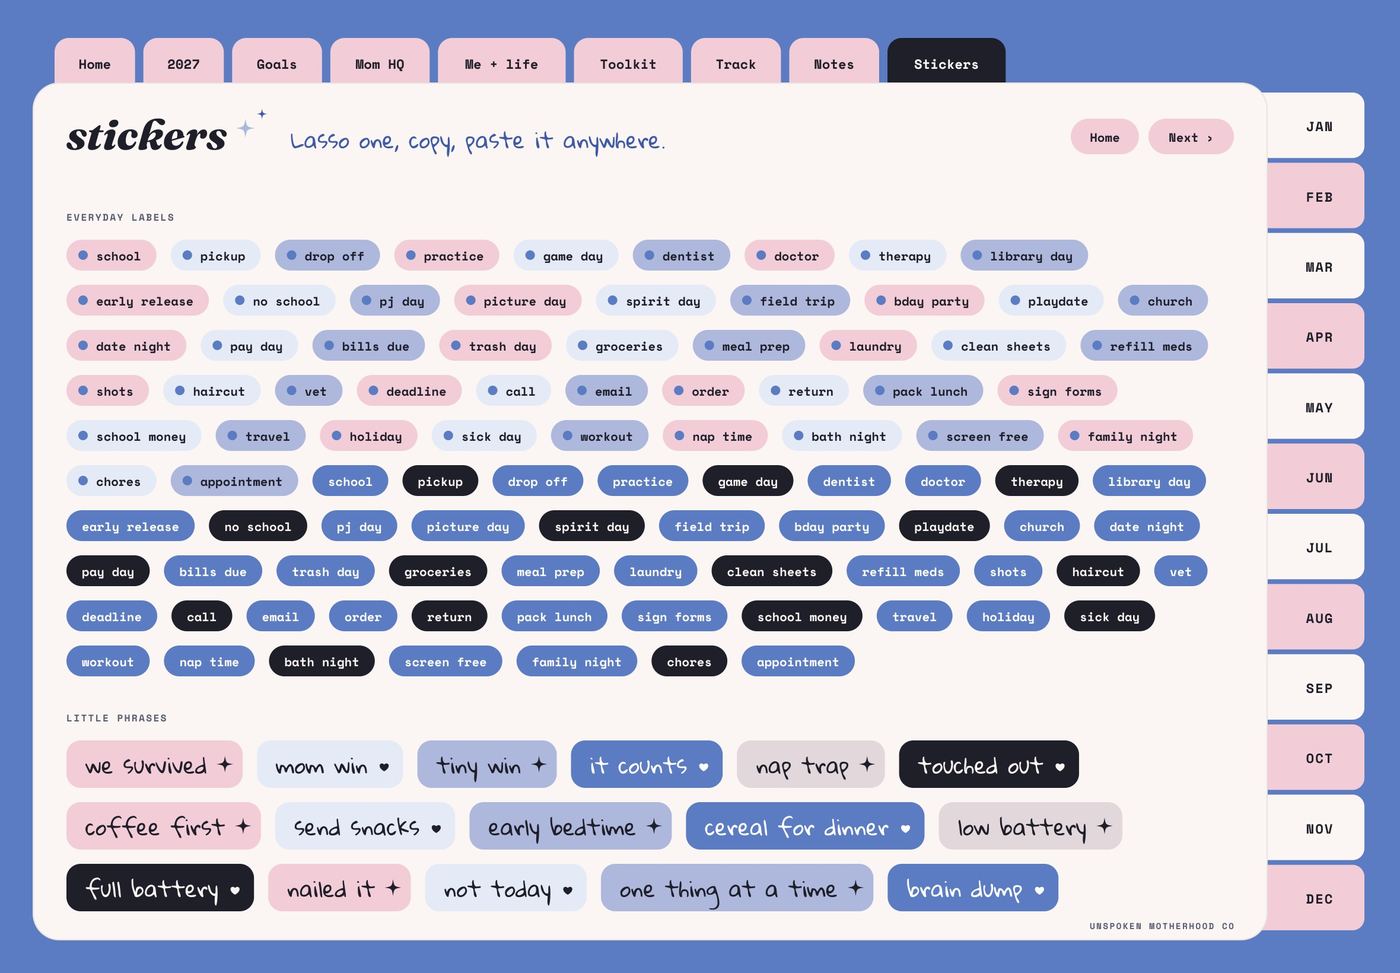 Home 2027 Goals Mom HQ Me + life Toolkit Track Notes Stickers
stickers
Lasso one, copy, paste it anywhere.
Home Next ›
EVERYDAY LABELS
school pickup drop off practice game day dentist doctor therapy library day
early release no school pj day picture day spirit day field trip bday party playdate church
date night pay day bills due trash day groceries meal prep laundry clean sheets refill meds
shots haircut vet deadline call email order return pack lunch sign forms
school money travel holiday sick day workout nap time bath night screen free family night
chores appointment school pickup drop off practice game day dentist doctor therapy library day
early release no school pj day picture day spirit day field trip bday party playdate church date night
pay day bills due trash day groceries meal prep laundry clean sheets refill meds shots haircut vet
deadline call email order return pack lunch sign forms school money travel holiday sick day
workout nap time bath night screen free family night chores appointment
LITTLE PHRASES
we survived mom win tiny win it counts nap trap touched out
coffee first send snacks early bedtime cereal for dinner low battery
full battery nailed it not today one thing at a time brain dump
UNSPOKEN MOTHERHOOD CO
JAN
FEB
MAR
APR
MAY
JUN
JUL
AUG
SEP
OCT
NOV
DEC